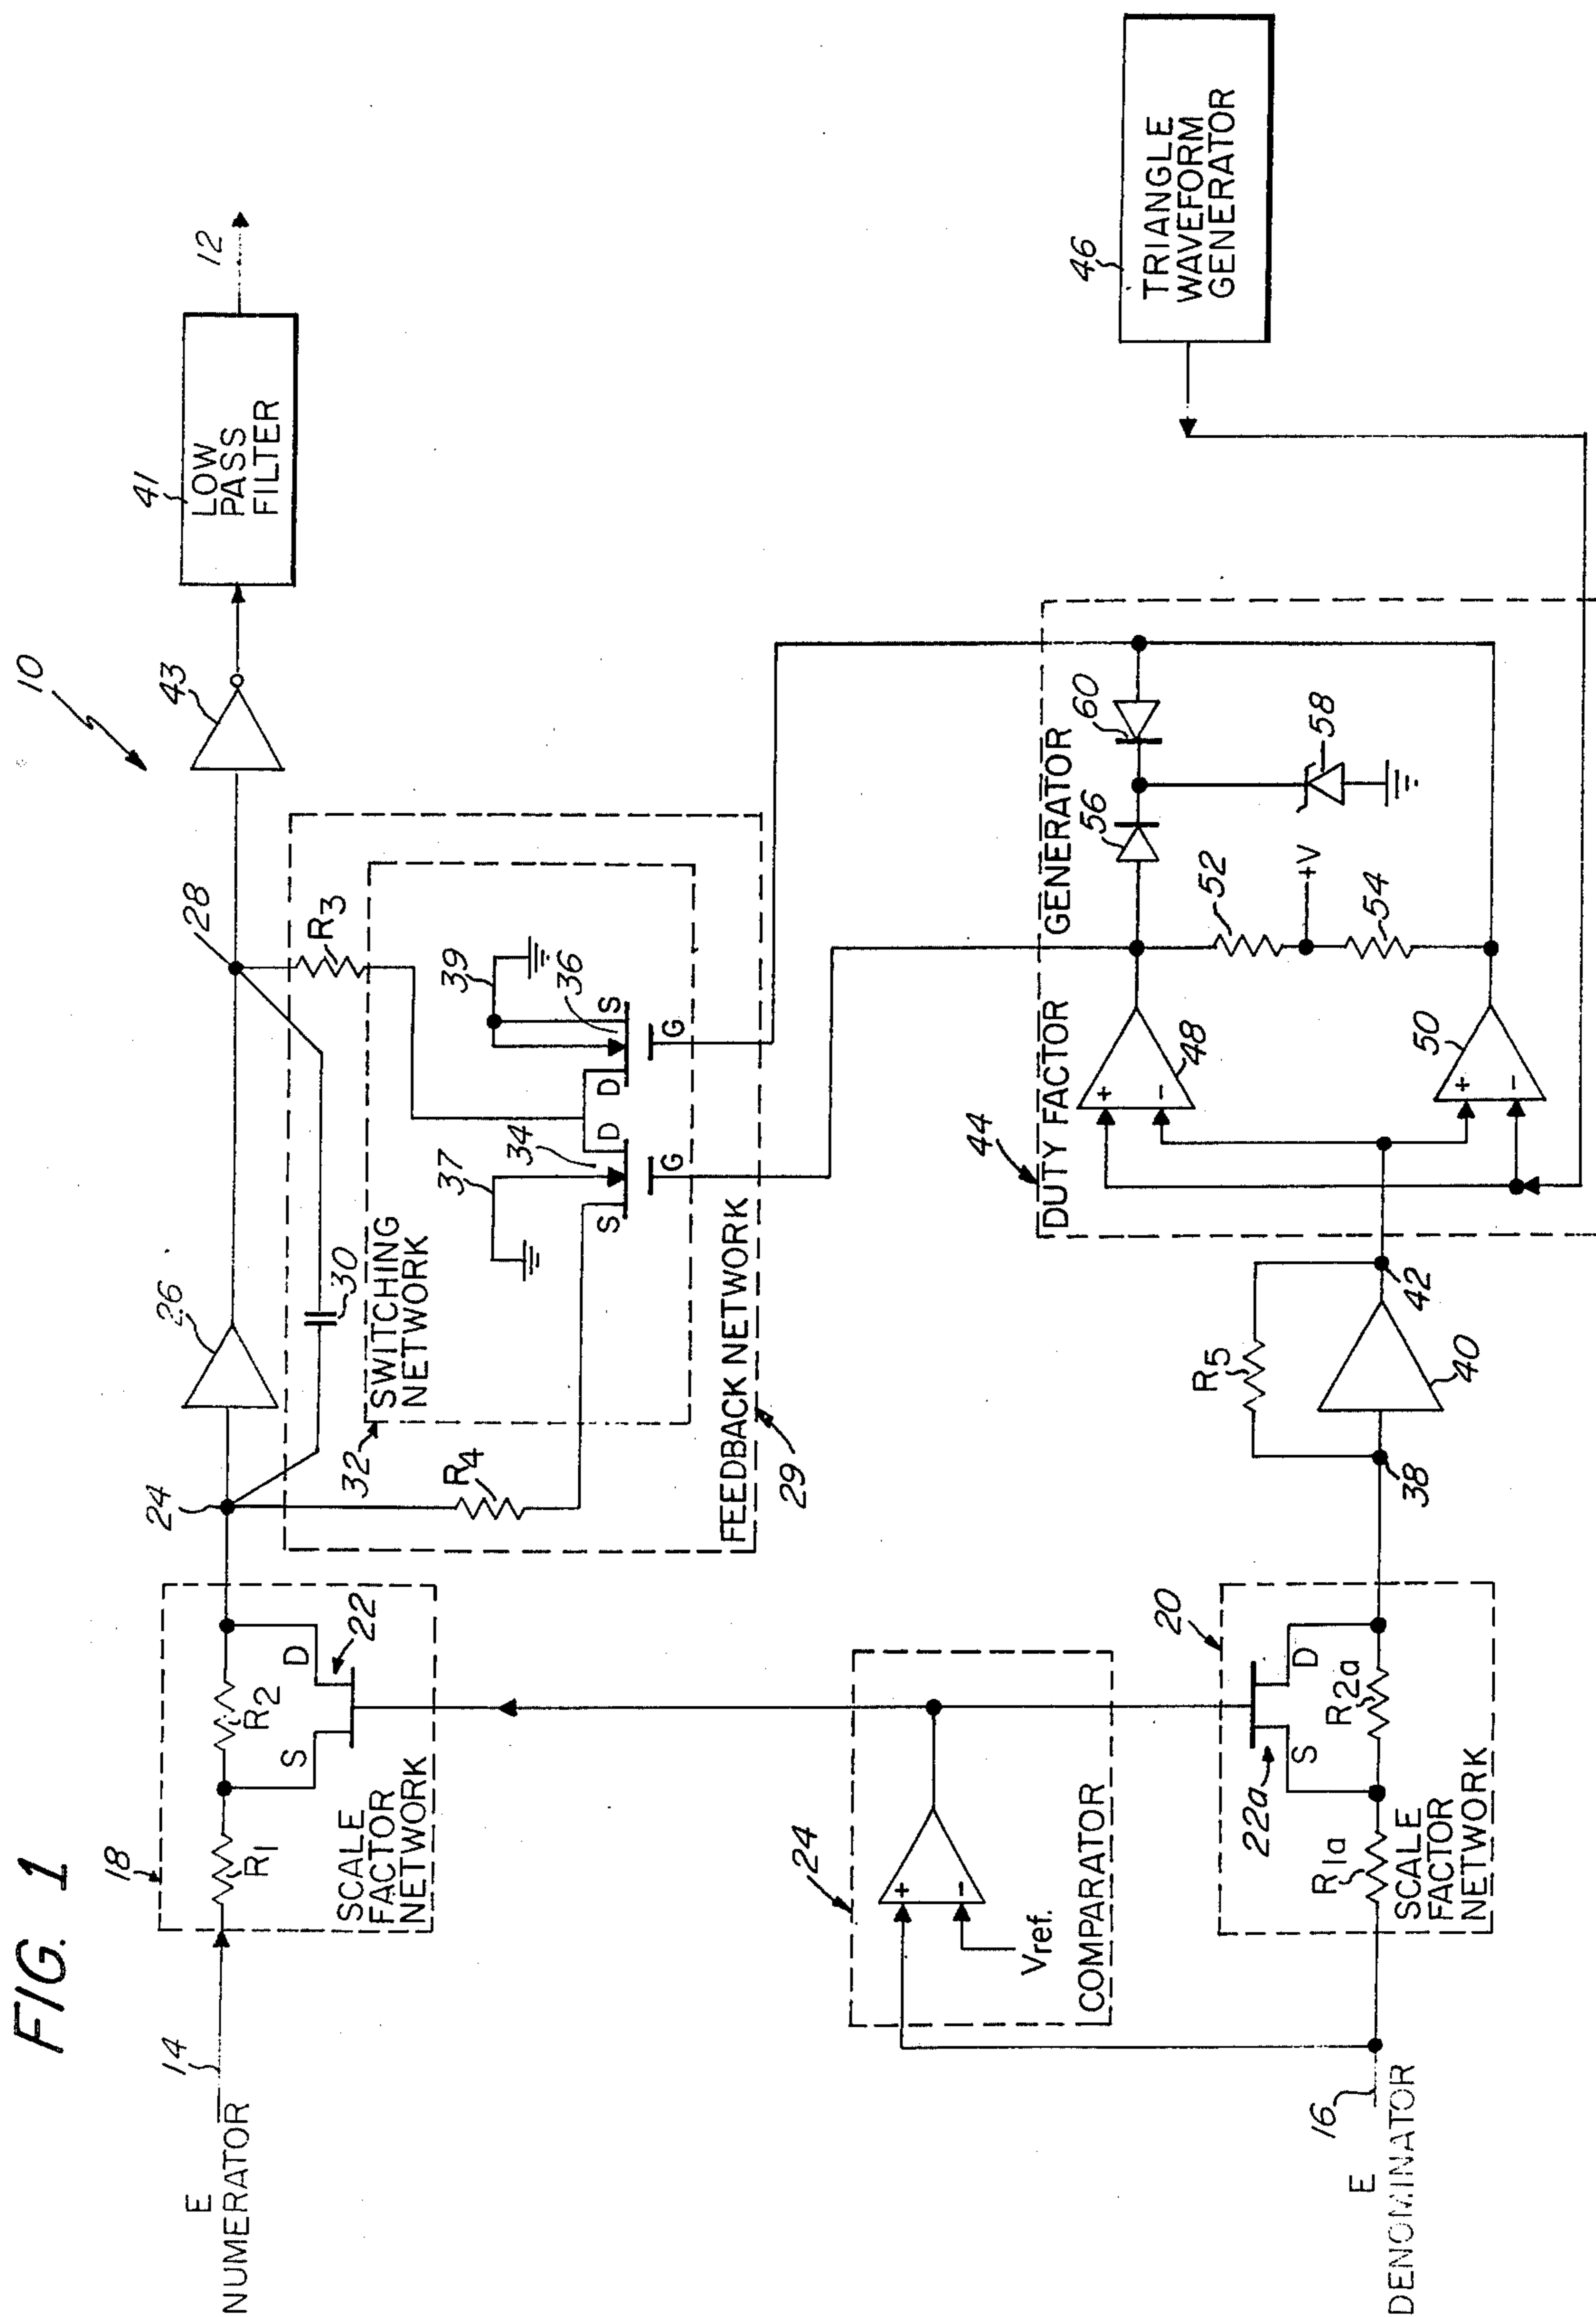 FIG. 1
10
E
NUMERATOR
14
18
R1
R2
S
D
22
SCALE
FACTOR
NETWORK
24
26
28
43
41
LOW
PASS
FILTER
12
30
R3
R4
32
SWITCHING
NETWORK
37
34
39
36
S
D
D
S
G
G
FEEDBACK NETWORK
29
24
+
-
Vref.
COMPARATOR
E
DENOMINATOR
16
20
22a
S
D
R1a
R2a
SCALE
FACTOR
NETWORK
38
R5
40
42
44
DUTY FACTOR GENERATOR
+
-
48
+
-
50
52
+V
54
56
60
58
46
TRIANGLE
WAVEFORM
GENERATOR